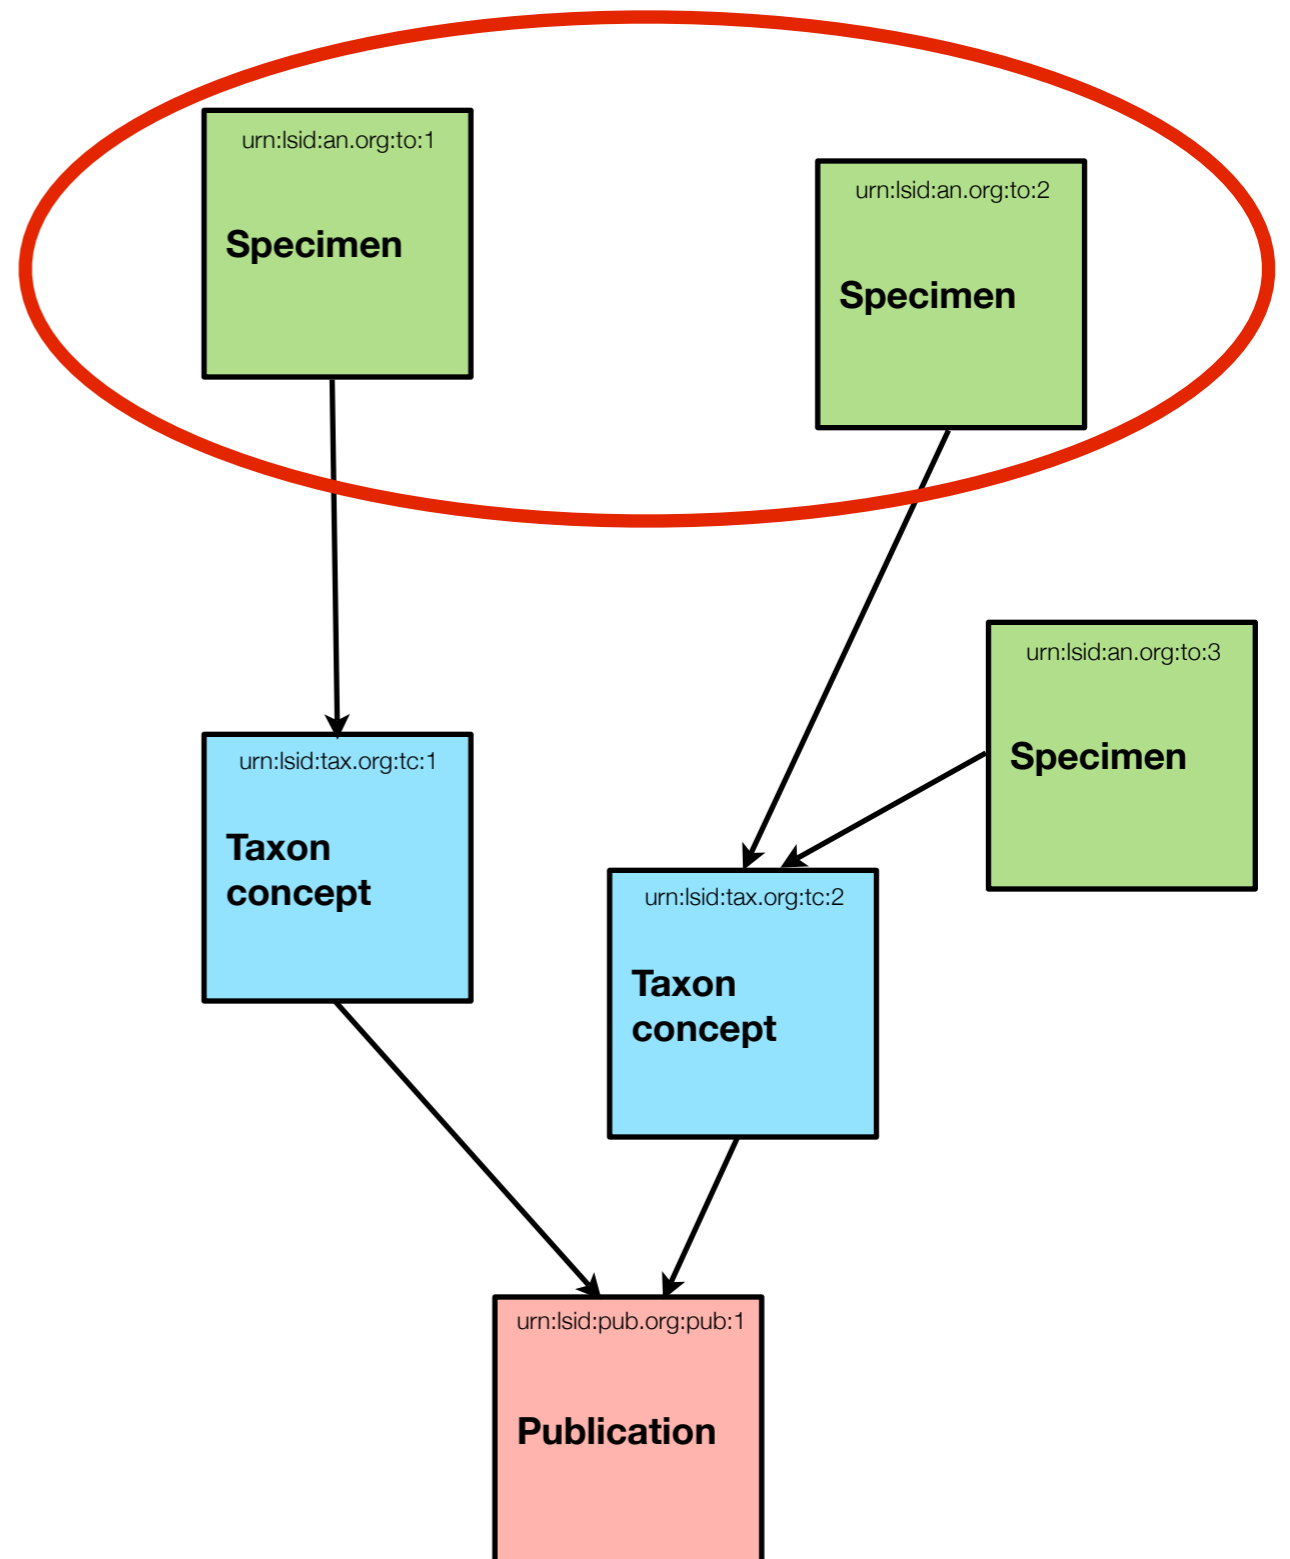 urn:lsid:an.org:to:1
Specimen
urn:lsid:an.org:to:2
Specimen
urn:lsid:an.org:to:3
Specimen
urn:lsid:tax.org:tc:1
Taxon
concept
urn:lsid:tax.org:tc:2
Taxon
concept
urn:lsid:pub.org:pub:1
Publication